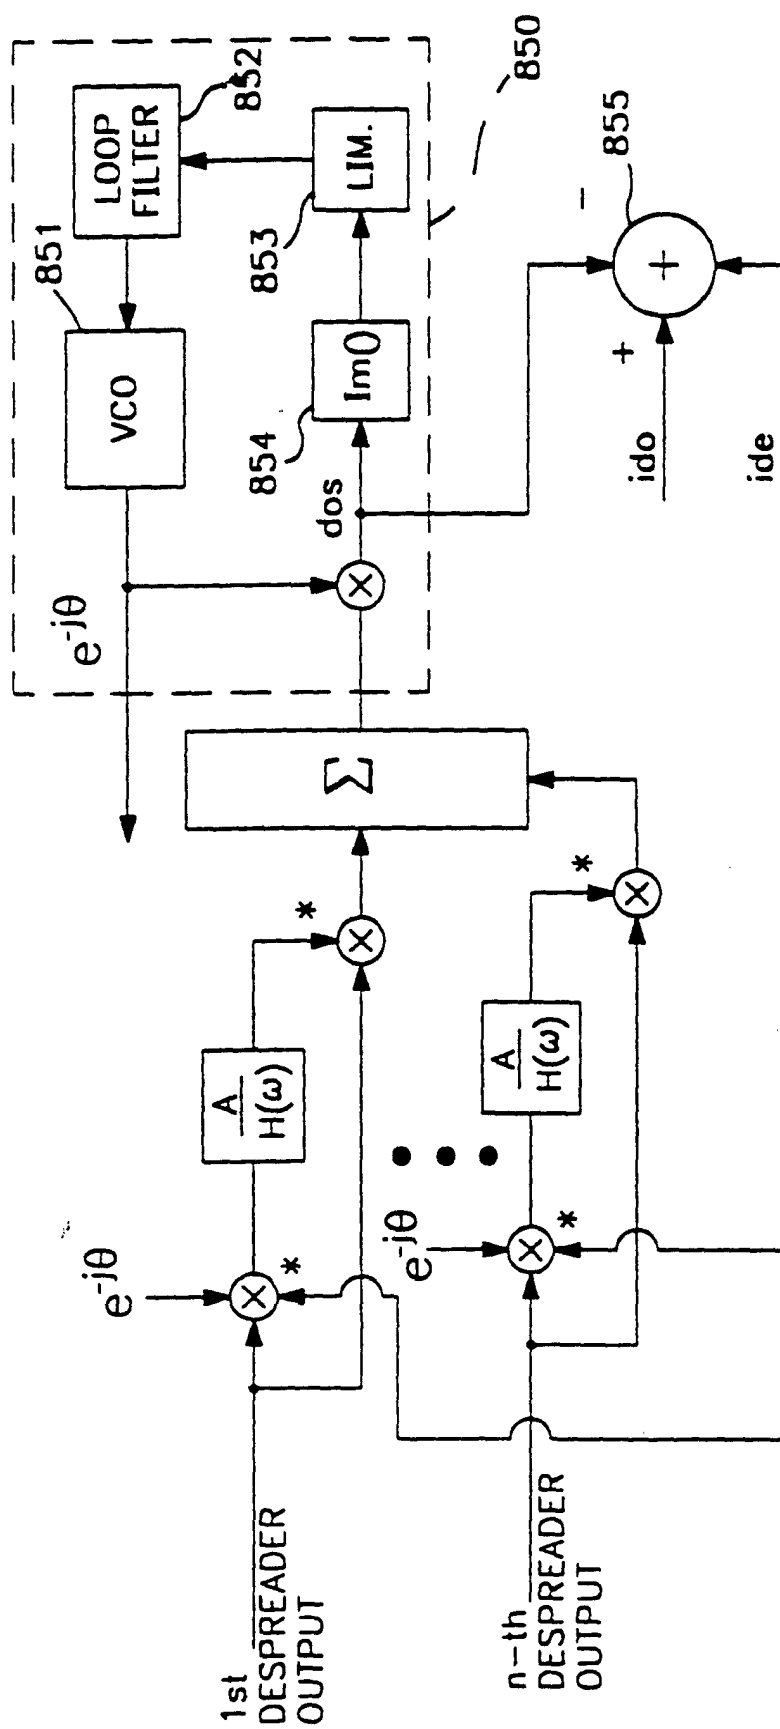 e-jθ
851
VCO
LOOP
FILTER
852
853
LIM.
854
Im()
dos
850
855
+
−
+
ido
ide
×
Σ
1st
DESPREADER
OUTPUT
e-jθ
×
*
A
H(ω)
*
×
n-th
DESPREADER
OUTPUT
e-jθ
×
*
A
H(ω)
*
×